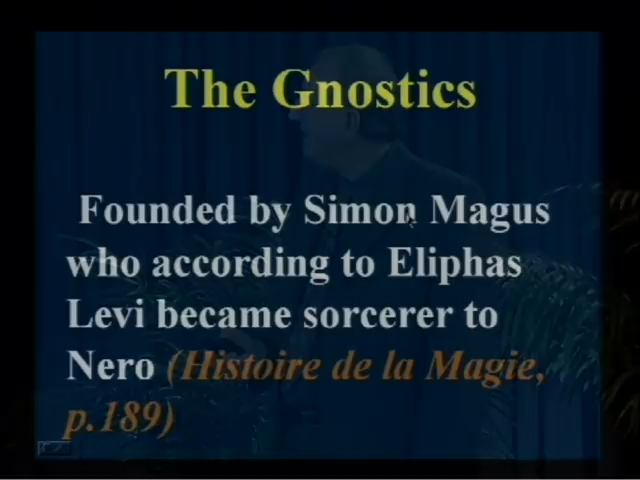 The Gnostics
Founded by Simon Magus
who according to Eliphas
Levi became sorcerer to
Nero (Histoire de la Magie,
p.189)